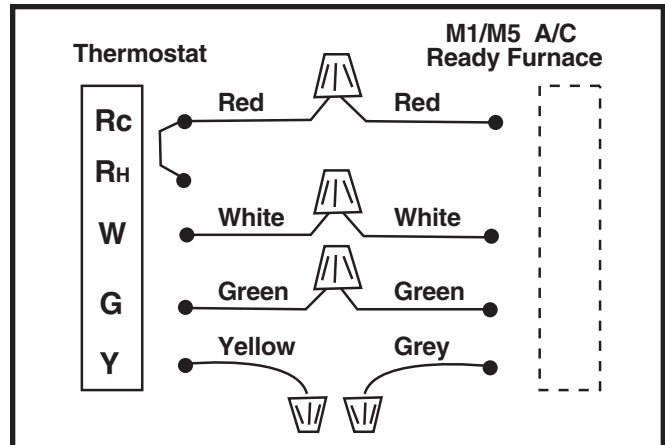 Thermostat
M1/M5 A/C
Ready Furnace
Rc
Red
Red
RH
W
White
White
G
Green
Green
Y
Yellow
Grey